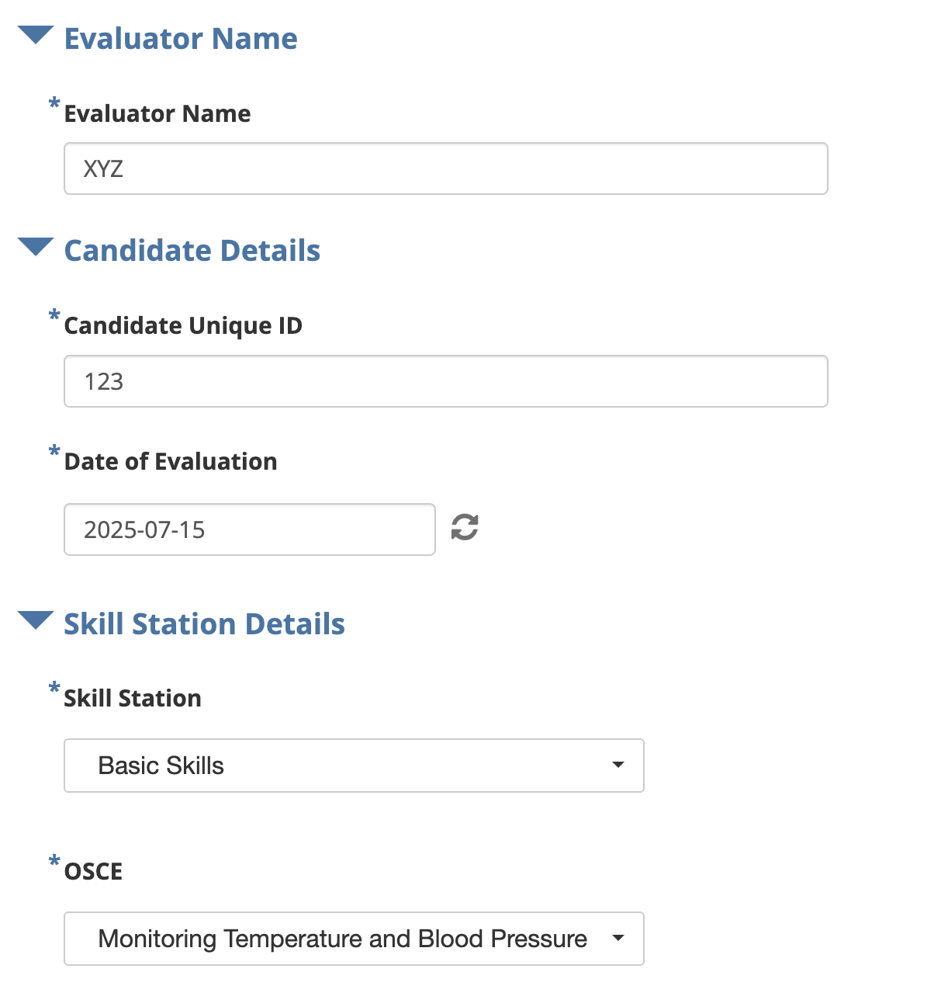 Evaluator Name
* Evaluator Name
XYZ
Candidate Details
* Candidate Unique ID
123
* Date of Evaluation
2025-07-15
Skill Station Details
* Skill Station
Basic Skills
* OSCE
Monitoring Temperature and Blood Pressure